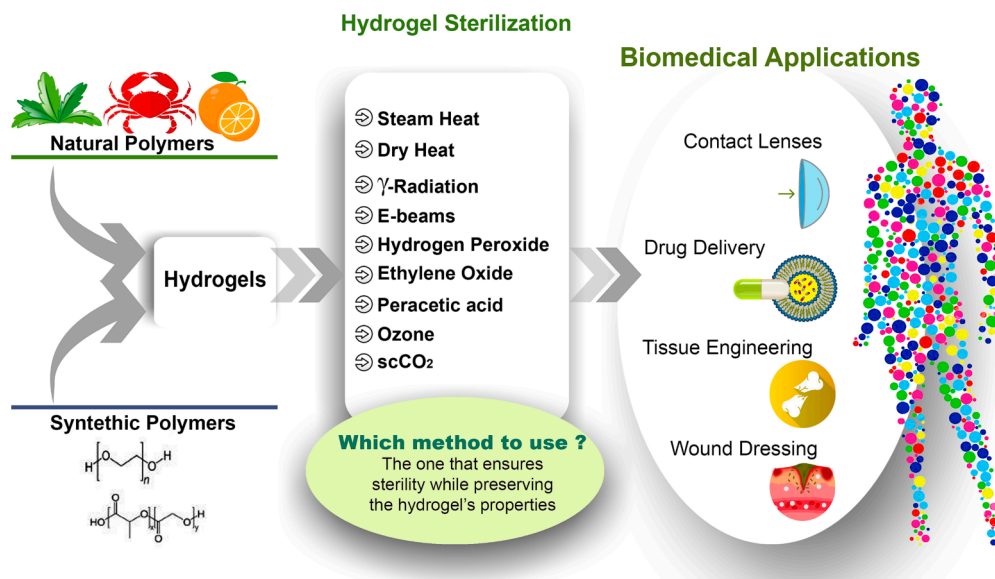 Hydrogel Sterilization
Biomedical Applications
Natural Polymers
Hydrogels
Syntethic Polymers
H
O
O
H
n
HO
O
O
x
O
O
H
y
Steam Heat
Dry Heat
γ-Radiation
E-beams
Hydrogen Peroxide
Ethylene Oxide
Peracetic acid
Ozone
scCO₂
Which method to use ?
The one that ensures
sterility while preserving
the hydrogel's properties
Contact Lenses
Drug Delivery
Tissue Engineering
Wound Dressing